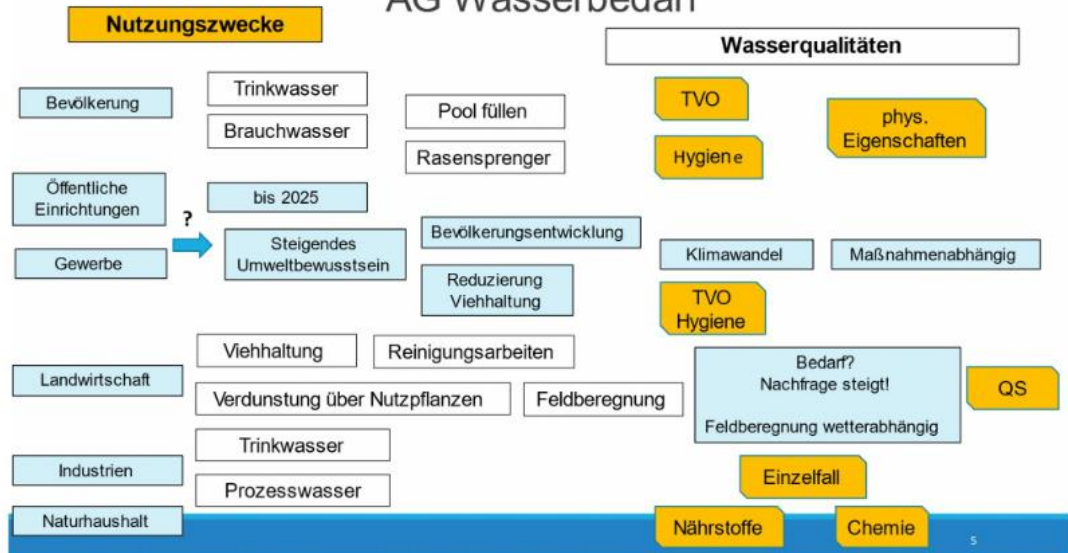 AG Wasserbedarf
Nutzungszwecke
Wasserqualitäten
Bevölkerung
Trinkwasser
Brauchwasser
Pool füllen
Rasensprenger
TVO
Hygiene
phys.
Eigenschaften
Öffentliche
Einrichtungen
Gewerbe
?
bis 2025
Steigendes
Umweltbewusstsein
Bevölkerungsentwicklung
Reduzierung
Viehhaltung
Klimawandel
Maßnahmenabhängig
TVO
Hygiene
Landwirtschaft
Viehhaltung
Reinigungsarbeiten
Verdunstung über Nutzpflanzen
Feldberegnung
Bedarf?
Nachfrage steigt!
Feldberegnung wetterabhängig
QS
Industrien
Trinkwasser
Prozesswasser
Einzelfall
Naturhaushalt
Nährstoffe
Chemie
5